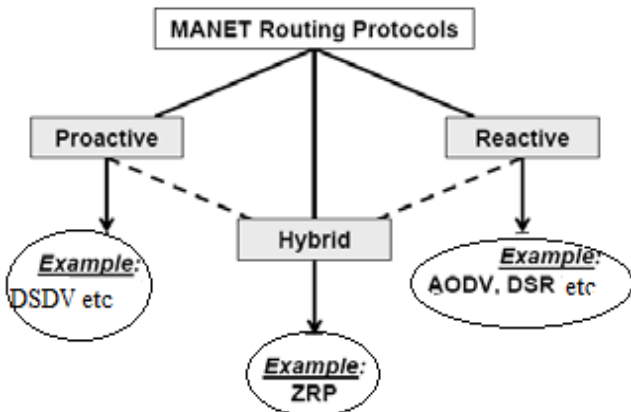 MANET Routing Protocols
Proactive
Reactive
Hybrid
Example:
DSDV etc
Example:
AODV, DSR etc
Example:
ZRP